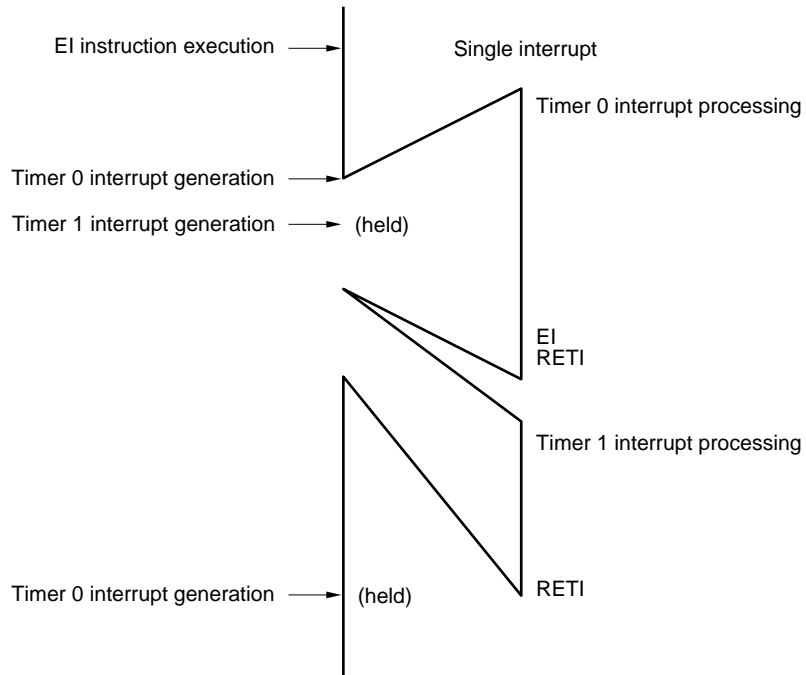 EI instruction execution
Single interrupt
Timer 0 interrupt processing
Timer 0 interrupt generation
Timer 1 interrupt generation
(held)
EI
RETI
Timer 1 interrupt processing
Timer 0 interrupt generation
(held)
RETI